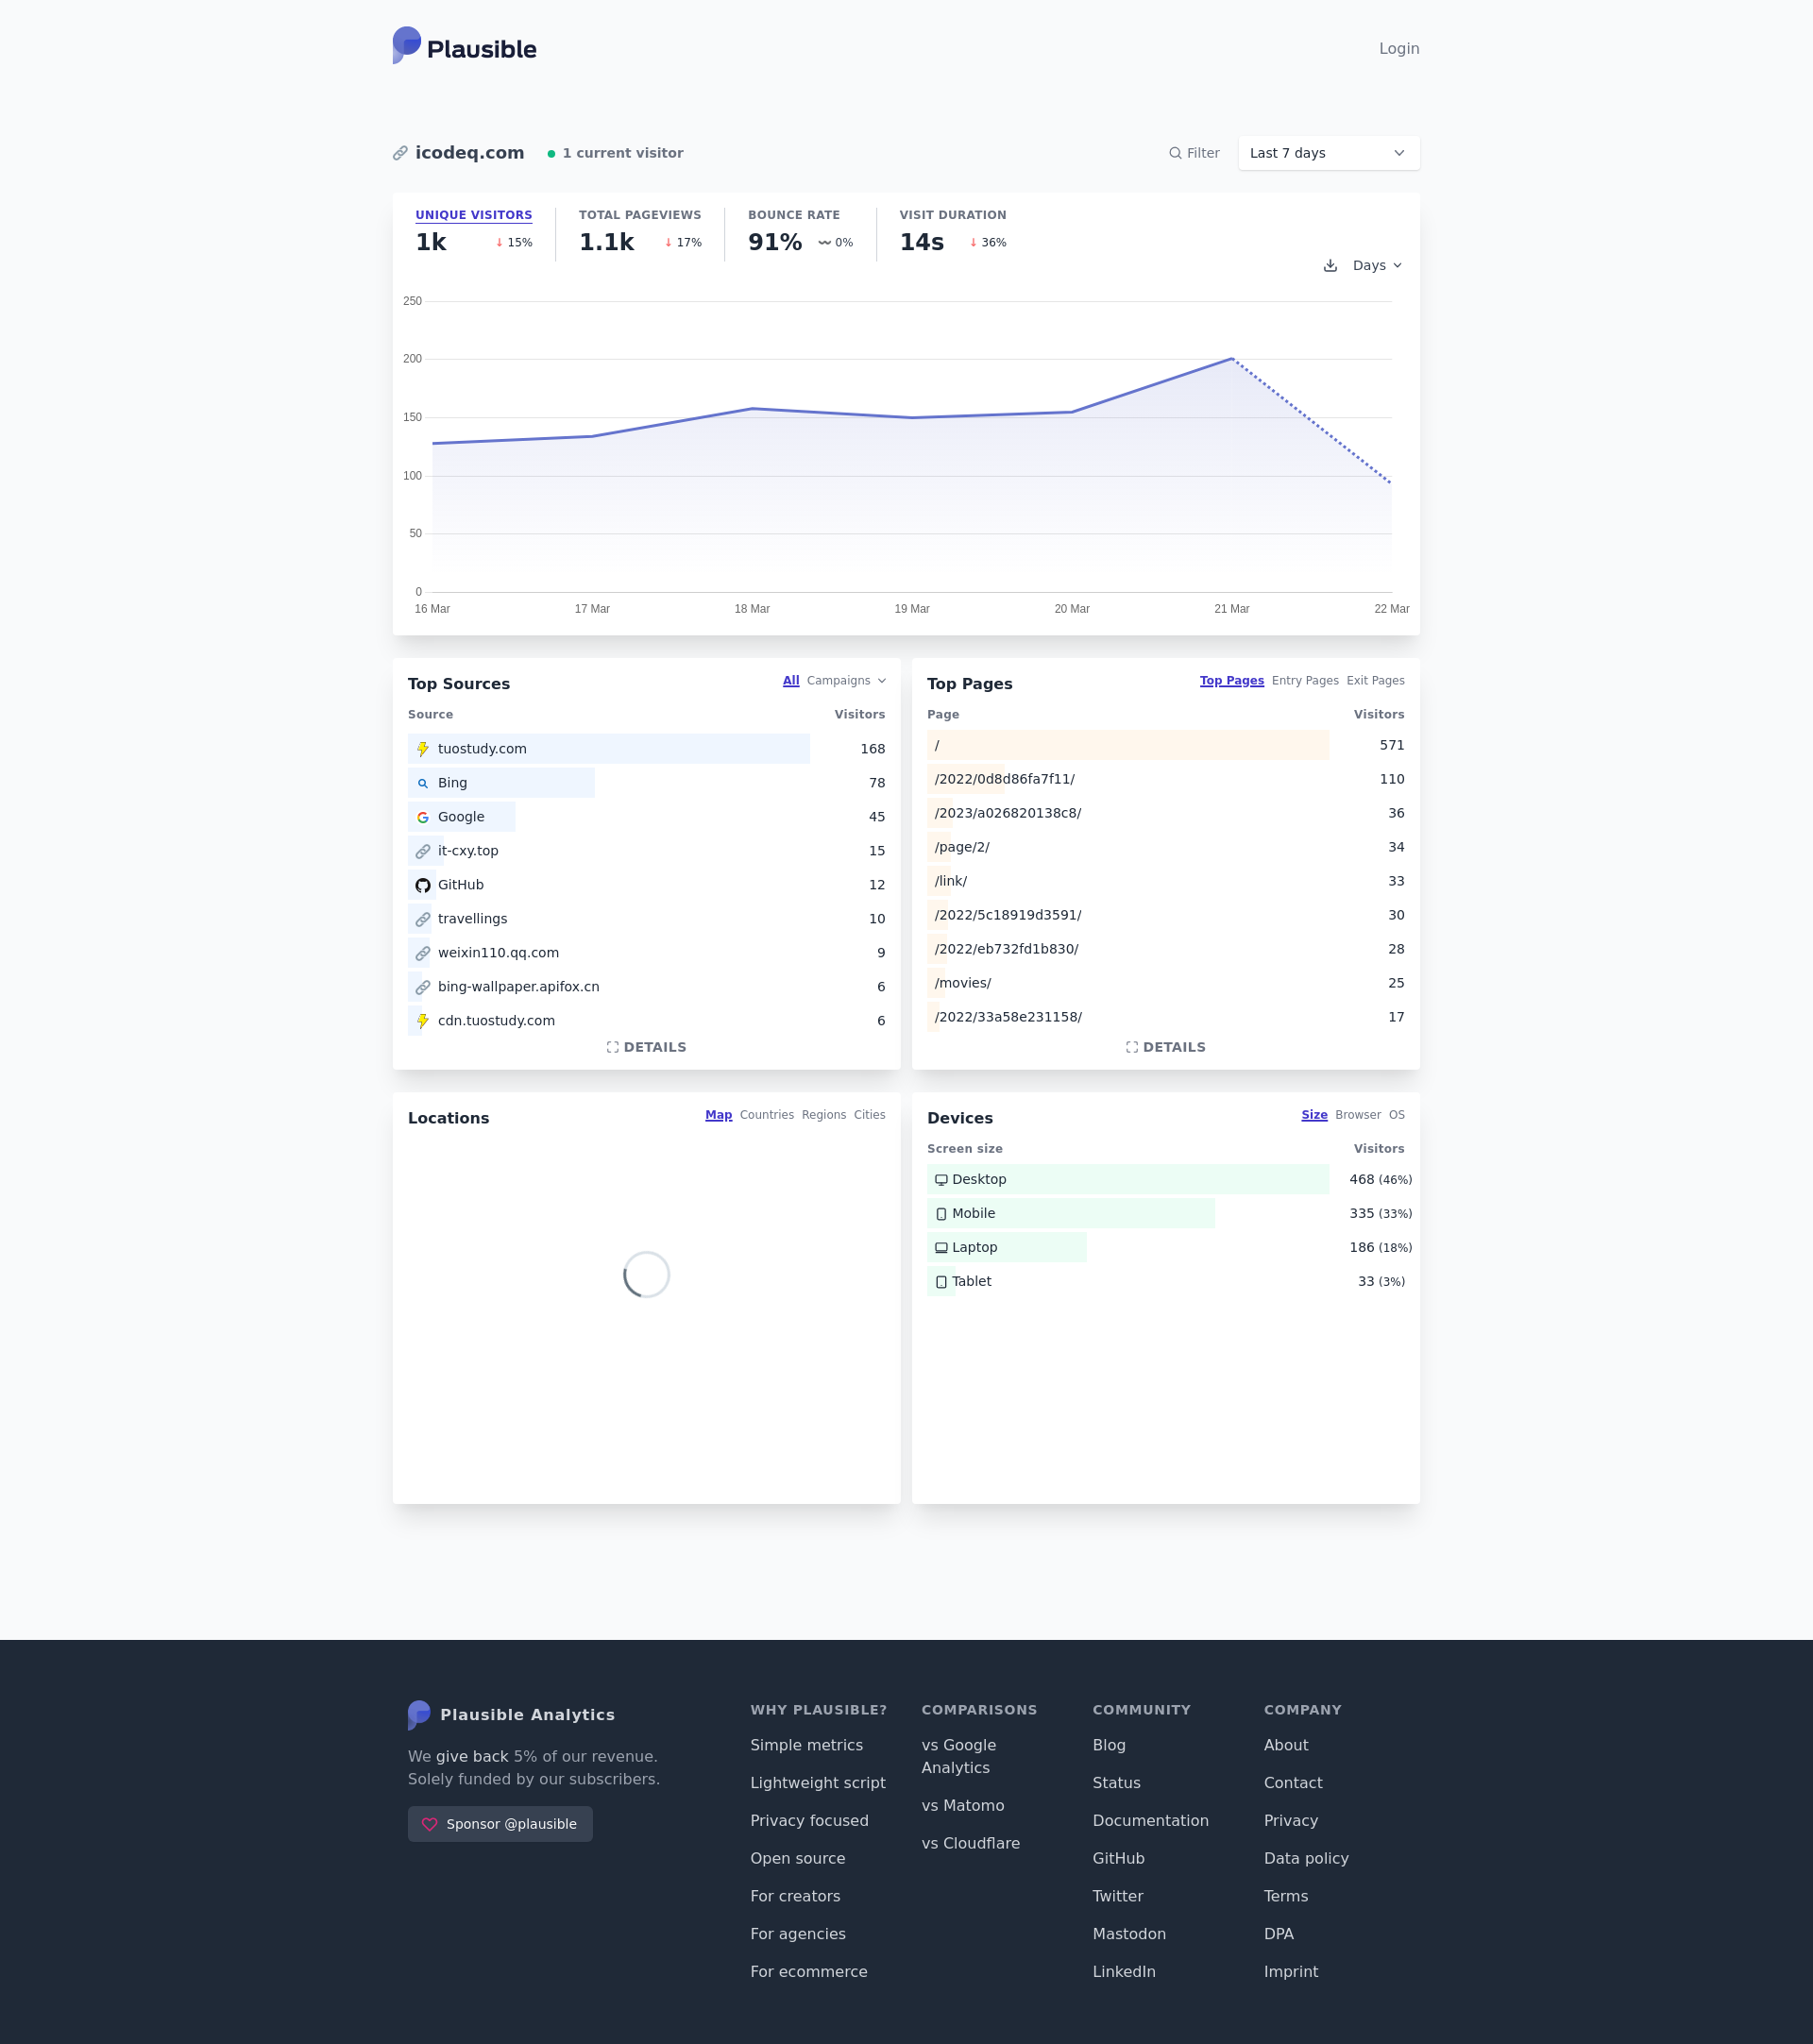 Plausible
Login
icodeq.com
1 current visitor
Filter
Last 7 days
UNIQUE VISITORS
1k
↓ 15%
TOTAL PAGEVIEWS
1.1k
↓ 17%
BOUNCE RATE
91%
〰 0%
VISIT DURATION
14s
↓ 36%
Days
250
200
150
100
50
0
16 Mar
17 Mar
18 Mar
19 Mar
20 Mar
21 Mar
22 Mar
Top Sources
All Campaigns
Source Visitors
tuostudy.com 168
Bing 78
Google 45
it-cxy.top 15
GitHub 12
travellings 10
weixin110.qq.com 9
bing-wallpaper.apifox.cn 6
cdn.tuostudy.com 6
DETAILS
Top Pages
Top Pages Entry Pages Exit Pages
Page Visitors
/ 571
/2022/0d8d86fa7f11/ 110
/2023/a026820138c8/ 36
/page/2/ 34
/link/ 33
/2022/5c18919d3591/ 30
/2022/eb732fd1b830/ 28
/movies/ 25
/2022/33a58e231158/ 17
DETAILS
Locations
Map Countries Regions Cities
Devices
Size Browser OS
Screen size Visitors
Desktop 468 (46%)
Mobile 335 (33%)
Laptop 186 (18%)
Tablet 33 (3%)
Plausible Analytics
We give back 5% of our revenue.
Solely funded by our subscribers.
Sponsor @plausible
WHY PLAUSIBLE?
Simple metrics
Lightweight script
Privacy focused
Open source
For creators
For agencies
For ecommerce
COMPARISONS
vs Google
Analytics
vs Matomo
vs Cloudflare
COMMUNITY
Blog
Status
Documentation
GitHub
Twitter
Mastodon
LinkedIn
COMPANY
About
Contact
Privacy
Data policy
Terms
DPA
Imprint